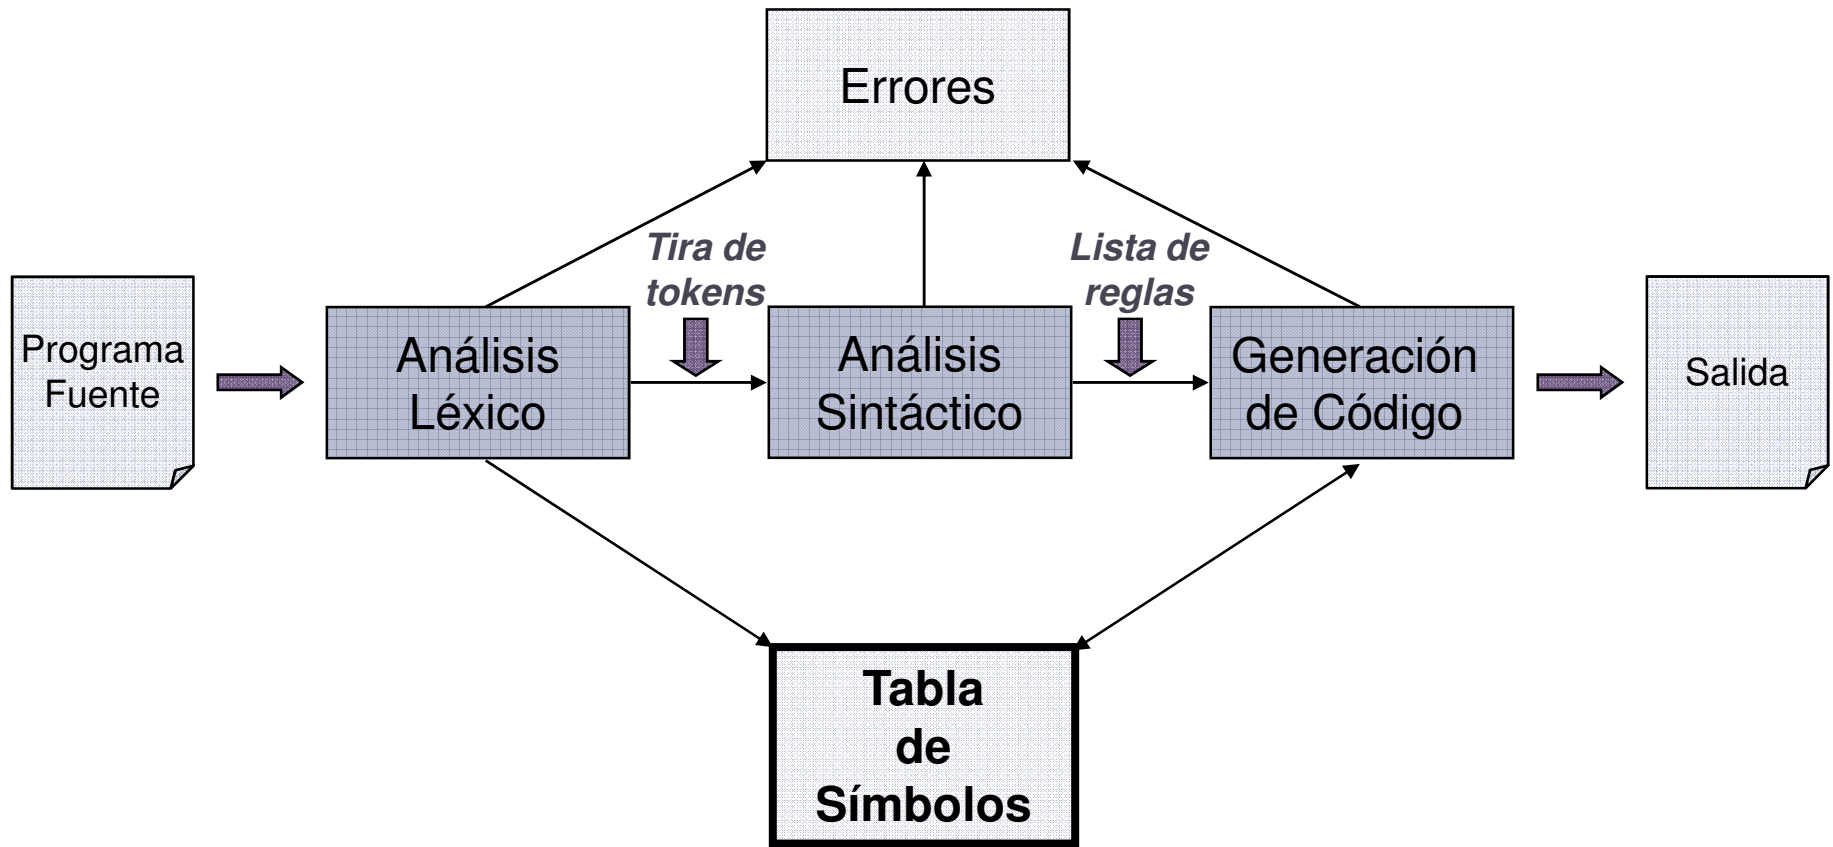 Errores
Tira de
tokens
Lista de
reglas
Programa
Fuente
Análisis
Léxico
Análisis
Sintáctico
Generación
de Código
Salida
Tabla
de
Símbolos